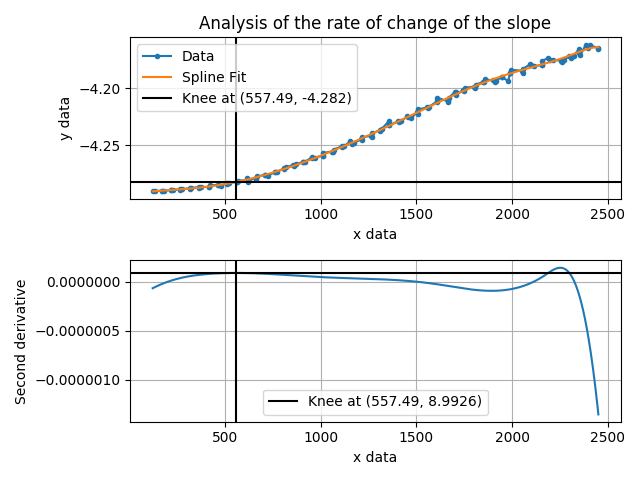 Analysis of the rate of change of the slope
Data
Spline Fit
Knee at (557.49, -4.282)
−4.20
−4.25
y data
500
1000
1500
2000
2500
x data
0.0000000
−0.0000005
−0.0000010
Second derivative
Knee at (557.49, 8.9926)
500
1000
1500
2000
2500
x data